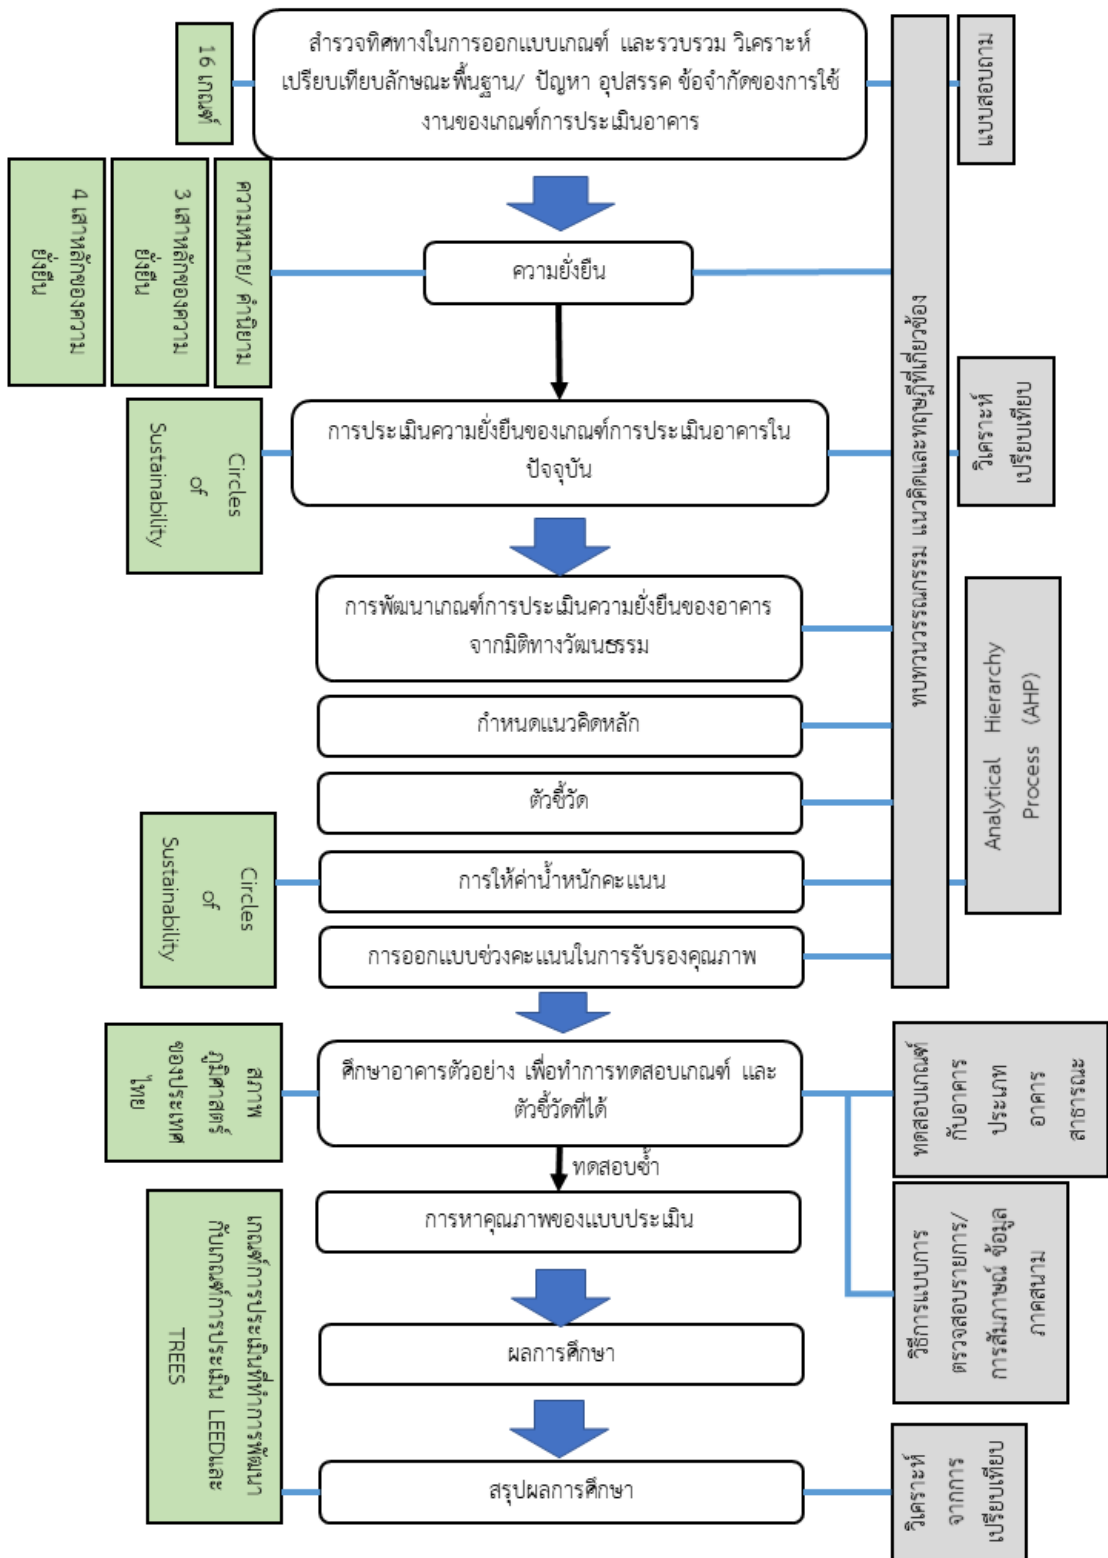 สำรวจทิศทางในการออกแบบเกณฑ์ และรวบรวม วิเคราะห์
เปรียบเทียบลักษณะพื้นฐาน/ ปัญหา อุปสรรค ข้อจำกัดของการใช้
งานของเกณฑ์การประเมินอาคาร
16 เกณฑ์
แบบสอบถาม
ทบทวนวรรณกรรม แนวคิดและทฤษฎีที่เกี่ยวข้อง
ความยั่งยืน
ความหมาย/ คำนิยาม
3 เสาหลักของความ
ยั่งยืน
4 เสาหลักของความ
ยั่งยืน
การประเมินความยั่งยืนของเกณฑ์การประเมินอาคารใน
ปัจจุบัน
Circles
of
Sustainability
วิเคราะห์
เปรียบเทียบ
การพัฒนาเกณฑ์การประเมินความยั่งยืนของอาคาร
จากมิติทางวัฒนธรรม
กำหนดแนวคิดหลัก
ตัวชี้วัด
การให้ค่าน้ำหนักคะแนน
Circles
of
Sustainability
Analytical Hierarchy
Process (AHP)
การออกแบบช่วงคะแนนในการรับรองคุณภาพ
ศึกษาอาคารตัวอย่าง เพื่อทำการทดสอบเกณฑ์ และ
ตัวชี้วัดที่ได้
สภาพ
ภูมิศาสตร์
ของประเทศ
ไทย
ทดสอบเกณฑ์
กับอาคาร
ประเภท
อาคาร
สาธารณะ
วิธีการแบบการ
ตรวจสอบรายการ/
การสัมภาษณ์ ข้อมูล
ภาคสนาม
ทดสอบซ้ำ
การหาคุณภาพของแบบประเมิน
ผลการศึกษา
สรุปผลการศึกษา
เกณฑ์การประเมินที่ทำการพัฒนา
กับเกณฑ์การประเมิน LEEDและ
TREES
วิเคราะห์
จากการ
เปรียบเทียบ